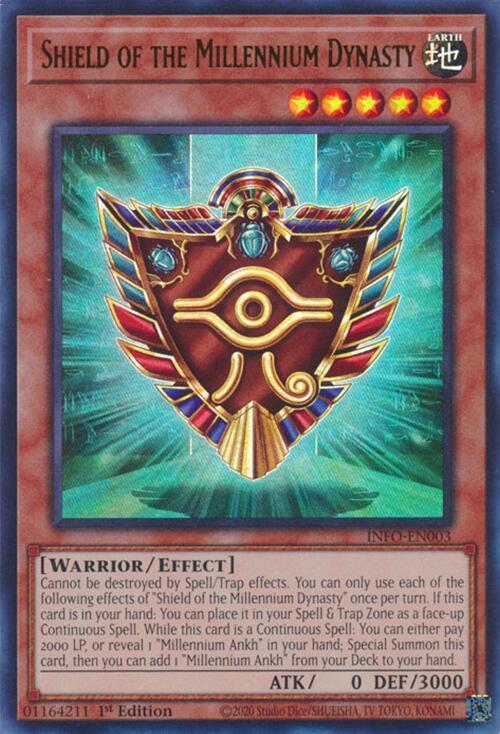 SHIELD OF THE MILLENNIUM DYNASTY
EARTH
地
INFO-EN003
[WARRIOR/EFFECT]
Cannot be destroyed by Spell/Trap effects. You can only use each of the
following effects of "Shield of the Millennium Dynasty" once per turn. If this
card is in your hand: You can place it in your Spell & Trap Zone as a face-up
Continuous Spell. While this card is a Continuous Spell: You can either pay
2000 LP, or reveal 1 "Millennium Ankh" in your hand; Special Summon this
card, then you can add 1 "Millennium Ankh" from your Deck to your hand.
ATK/ 0 DEF/3000
01164211 1st Edition ©2020 Studio Dice/SHUEISHA, TV TOKYO, KONAMI